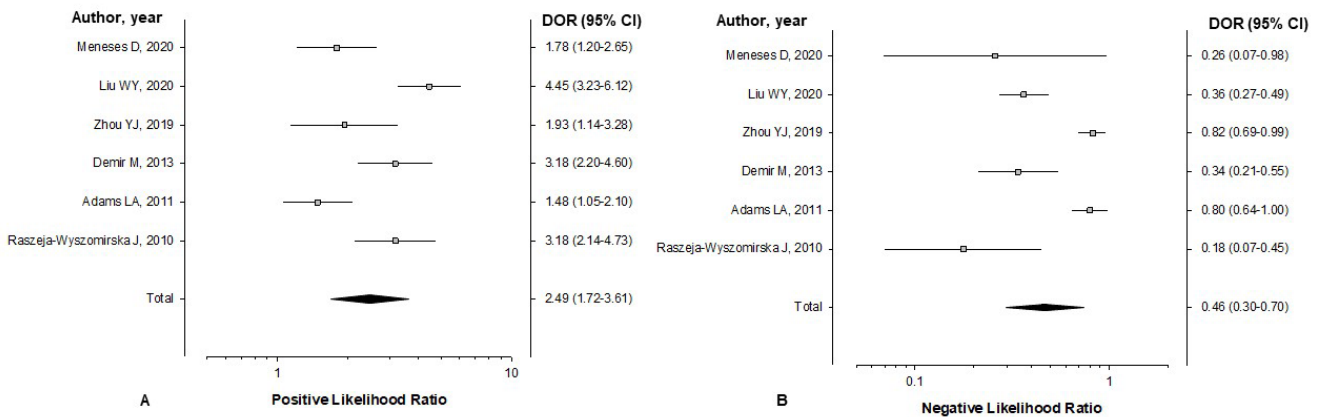 Author, year DOR (95% CI)
Meneses D, 2020 1.78 (1.20-2.65)
Liu WY, 2020 4.45 (3.23-6.12)
Zhou YJ, 2019 1.93 (1.14-3.28)
Demir M, 2013 3.18 (2.20-4.60)
Adams LA, 2011 1.48 (1.05-2.10)
Raszeja-Wyszomirska J, 2010 3.18 (2.14-4.73)
Total 2.49 (1.72-3.61)
1 10
A Positive Likelihood Ratio
Author, year DOR (95% CI)
Meneses D, 2020 0.26 (0.07-0.98)
Liu WY, 2020 0.36 (0.27-0.49)
Zhou YJ, 2019 0.82 (0.69-0.99)
Demir M, 2013 0.34 (0.21-0.55)
Adams LA, 2011 0.80 (0.64-1.00)
Raszeja-Wyszomirska J, 2010 0.18 (0.07-0.45)
Total 0.46 (0.30-0.70)
0.1 1
B Negative Likelihood Ratio